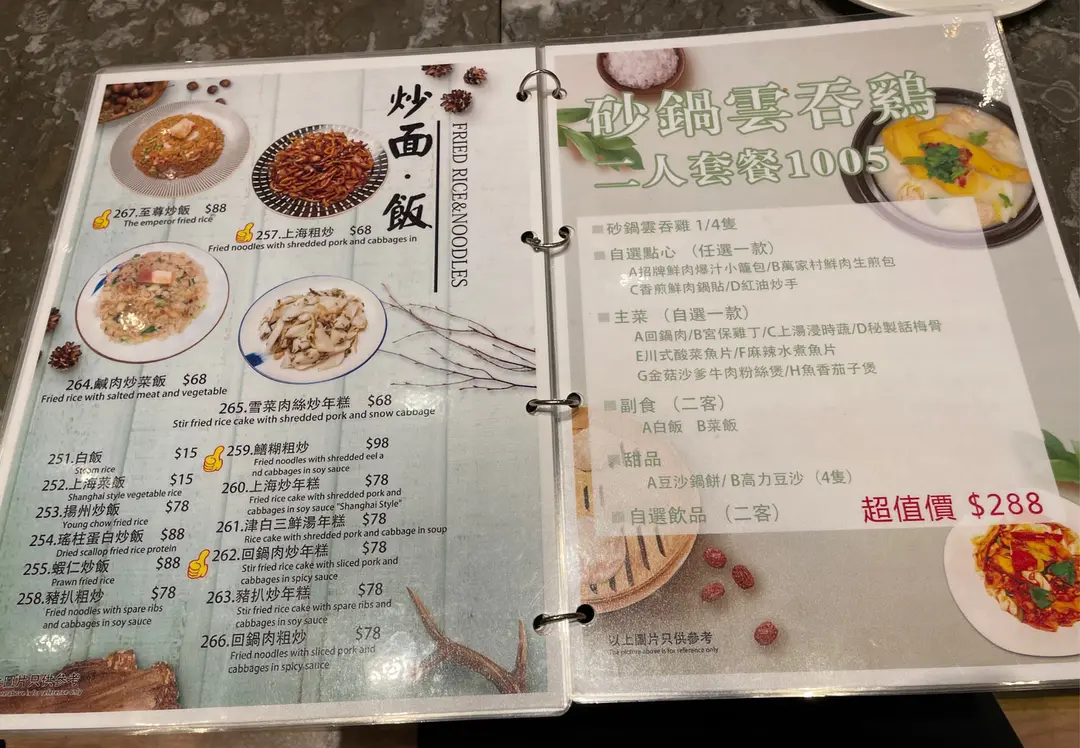 炒面·飯
FRIED RICE&NOODLES
267.至尊炒飯 $88
The emperor fried rice
257.上海粗炒 $68
Fried noodles with shredded pork and cabbages in
264.鹹肉炒菜飯 $68
Fried rice with salted meat and vegetable
265.雪菜肉絲炒年糕 $68
Stir fried rice cake with shredded pork and snow cabbage
251.白飯 $15
Steam rice
252.上海菜飯 $15
Shanghai style vegetable rice
253.揚州炒飯 $78
Young chow fried rice
254.瑤柱蛋白炒飯 $88
Dried scallop fried rice protein
255.蝦仁炒飯 $88
Prawn fried rice
258.豬扒粗炒 $78
Fried noodles with spare ribs
and cabbages in soy sauce
259.鱔糊粗炒 $98
Fried noodles with shredded eel a
nd cabbages in soy sauce
260.上海炒年糕 $78
Fried rice cake with shredded pork and
cabbages in soy sauce "Shanghai Style"
261.津白三鮮湯年糕 $78
Rice cake with shredded pork and cabbages in soup
262.回鍋肉炒年糕 $78
Stir fried rice cake with sliced pork and
cabbages in spicy sauce
263.豬扒炒年糕 $78
Stir fried rice cake with spare ribs and
cabbages in soy sauce
266.回鍋肉粗炒 $78
Fried noodles with sliced pork and
cabbages in spicy sauce
圖片只供參考
above is for reference only
砂鍋雲吞鷄
二人套餐1005
砂鍋雲吞雞 1/4隻
自選點心 （任選一款）
A招牌鮮肉爆汁小籠包/B萬家村鮮肉生煎包
C香煎鮮肉鍋貼/D紅油炒手
主菜 （自選一款）
A回鍋肉/B宮保雞丁/C上湯浸時蔬/D秘製話梅骨
E川式酸菜魚片/F麻辣水煮魚片
G金菇沙爹牛肉粉絲煲/H魚香茄子煲
副食 （二客）
A白飯 B菜飯
甜品
A豆沙鍋餅/ B高力豆沙（4隻）
自選飲品 （二客）
超值價 $288
以上圖片只供參考
The picture above is for reference only